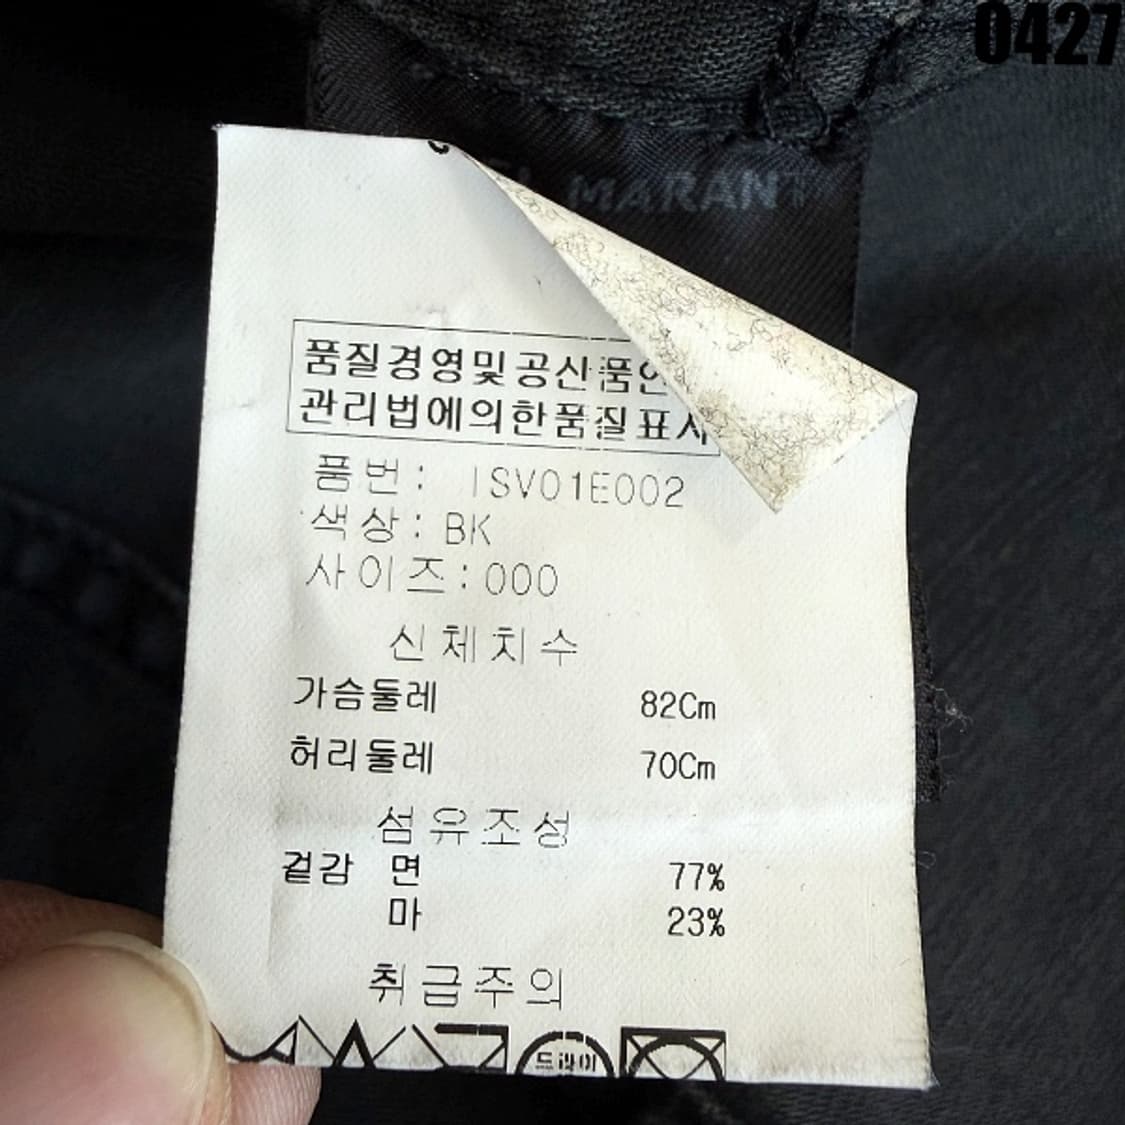 0427
MARANT
품질경영및공산품안
관리법에의한품질표시
품번: ISV01E002
색상: BK
사이즈: 000
신체치수
가슴둘레 82Cm
허리둘레 70Cm
섬유조성
겉감 면 77%
마 23%
취급주의
드라이